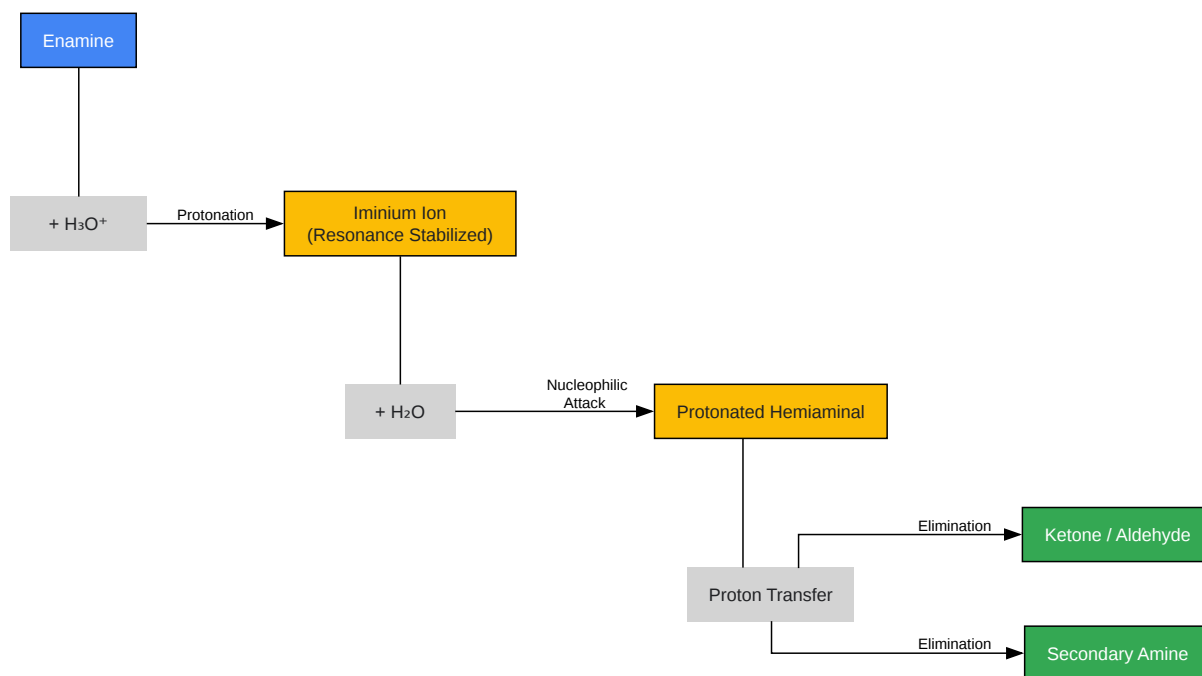 Enamine
+ H₃O⁺
Protonation
Iminium Ion
(Resonance Stabilized)
+ H₂O
Nucleophilic
Attack
Protonated Hemiaminal
Elimination
Ketone / Aldehyde
Proton Transfer
Elimination
Secondary Amine